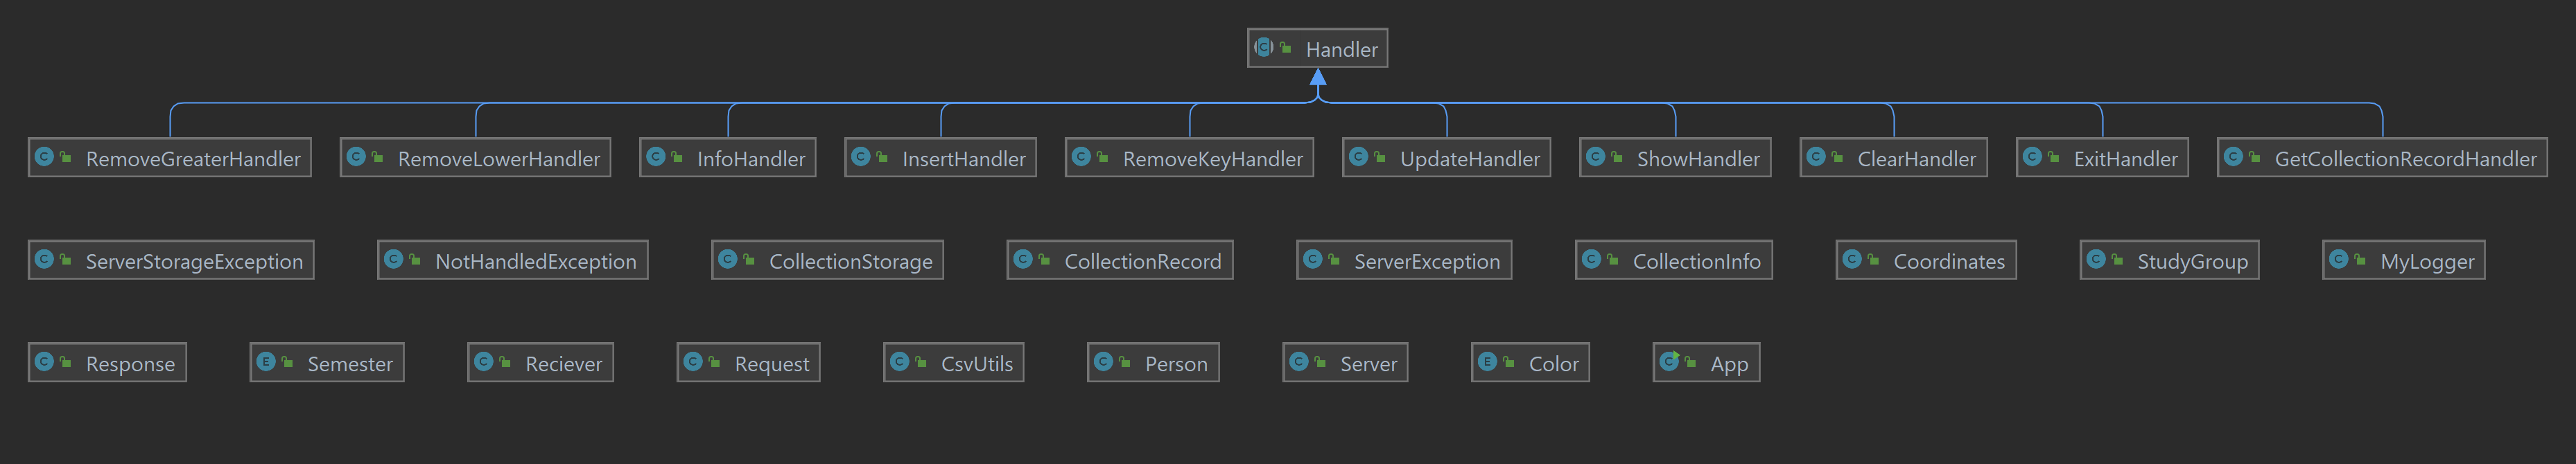 Handler
RemoveGreaterHandler RemoveLowerHandler InfoHandler InsertHandler RemoveKeyHandler UpdateHandler ShowHandler ClearHandler ExitHandler GetCollectionRecordHandler
ServerStorageException NotHandledException CollectionStorage CollectionRecord ServerException CollectionInfo Coordinates StudyGroup MyLogger
Response Semester Reciever Request CsvUtils Person Server Color App